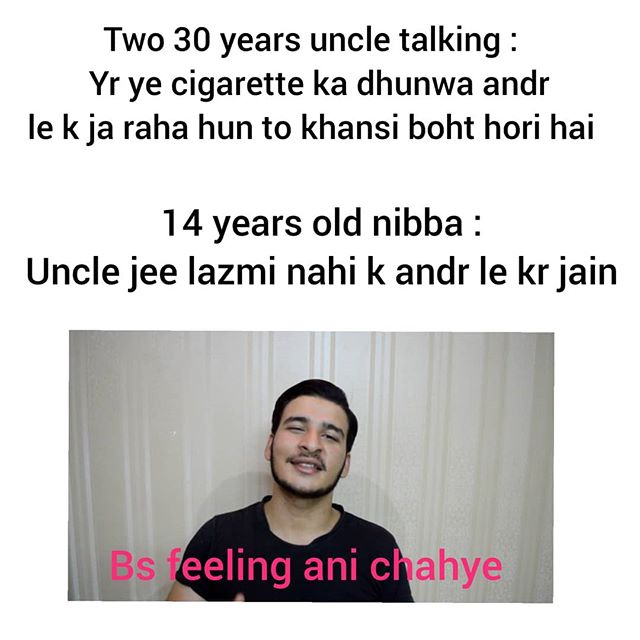 Two 30 years uncle talking :
Yr ye cigarette ka dhunwa andr
le k ja raha hun to khansi boht hori hai
14 years old nibba :
Uncle jee lazmi nahi k andr le kr jain
Bs feeling ani chahye